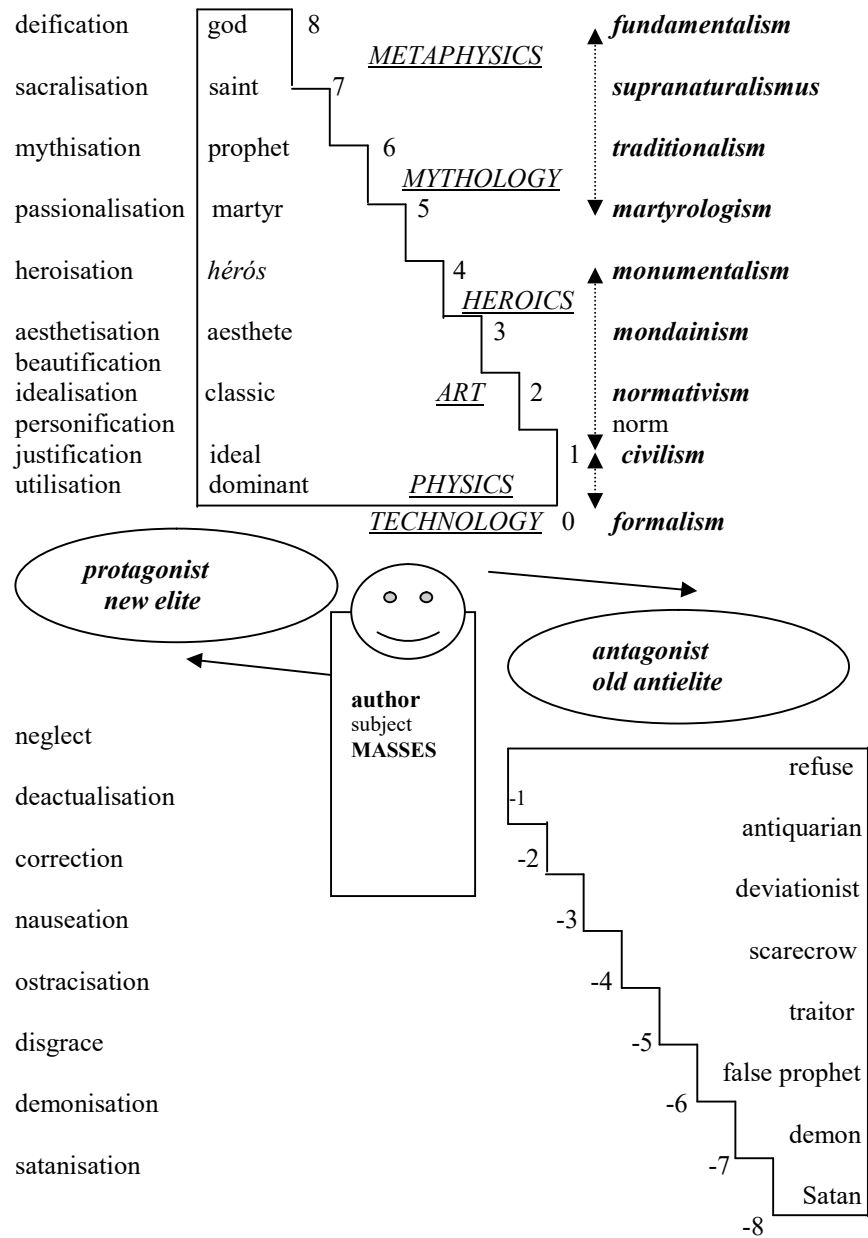 deification god 8 fundamentalism
METAPHYSICS
sacralisation saint 7 supranaturalismus
mythisation prophet 6 traditionalism
MYTHOLOGY
passionalisation martyr 5 martyrologism
heroisation hérós 4 monumentalism
HEROICS
aesthetisation aesthete 3 mondainism
beautification
idealisation classic ART 2 normativism
personification norm
justification ideal 1 civilism
utilisation dominant PHYSICS
TECHNOLOGY 0 formalism
protagonist
new elite
antagonist
old antielite
author
subject
MASSES
neglect
refuse
deactualisation -1
antiquarian
correction -2
deviationist
nauseation -3
scarecrow
ostracisation -4
traitor
disgrace -5
false prophet
demonisation -6
demon
satanisation -7
Satan
-8